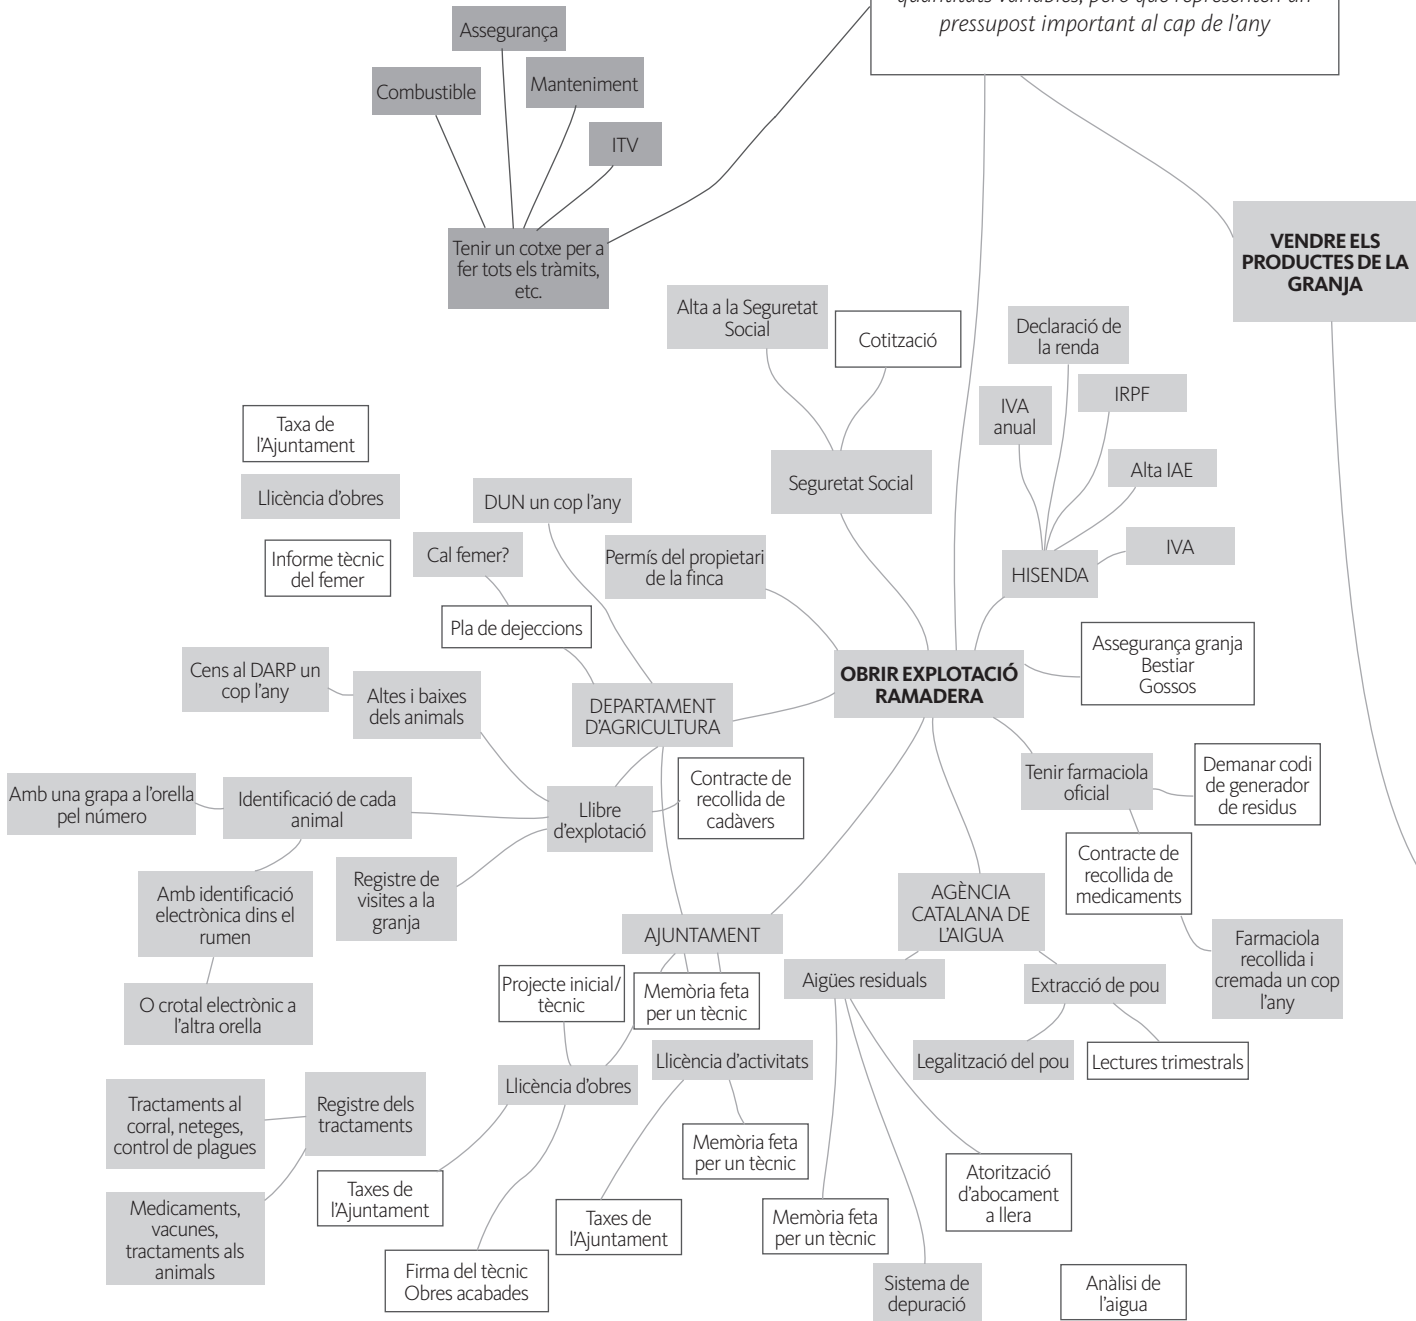 quantitats variables, però que representen un
pressupost important al cap de l'any
Assegurança
Combustible
Manteniment
ITV
Tenir un cotxe per a
fer tots els tràmits,
etc.
VENDRE ELS
PRODUCTES DE LA
GRANJA
Alta a la Seguretat
Social
Cotització
Declaració de
la renda
IVA
anual
IRPF
Alta IAE
IVA
HISENDA
Seguretat Social
Taxa de
l'Ajuntament
Llicència d'obres
Informe tècnic
del femer
DUN un cop l'any
Cal femer?
Pla de dejeccions
Permís del propietari
de la finca
OBRIR EXPLOTACIÓ
RAMADERA
Assegurança granja
Bestiar
Gossos
Cens al DARP un
cop l'any
Altes i baixes
dels animals
DEPARTAMENT
D'AGRICULTURA
Contracte de
recollida de
cadàvers
Tenir farmaciola
oficial
Demanar codi
de generador
de residus
Amb una grapa a l'orella
pel número
Identificació de cada
animal
Llibre
d'explotació
Contracte de
recollida de
medicaments
Amb identificació
electrònica dins el
rumen
Registre de
visites a la
granja
AJUNTAMENT
AGÈNCIA
CATALANA DE
L'AIGUA
Farmaciola
recollida i
cremada un cop
l'any
O crotal electrònic a
l'altra orella
Projecte inicial/
tècnic
Memòria feta
per un tècnic
Aigües residuals
Extracció de pou
Llicència d'obres
Llicència d'activitats
Legalització del pou
Lectures trimestrals
Tractaments al
corral, neteges,
control de plagues
Registre dels
tractaments
Memòria feta
per un tècnic
Medicaments,
vacunes,
tractaments als
animals
Taxes de
l'Ajuntament
Taxes de
l'Ajuntament
Memòria feta
per un tècnic
Atorització
d'abocament
a llera
Firma del tècnic
Obres acabades
Sistema de
depuració
Anàlisi de
l'aigua